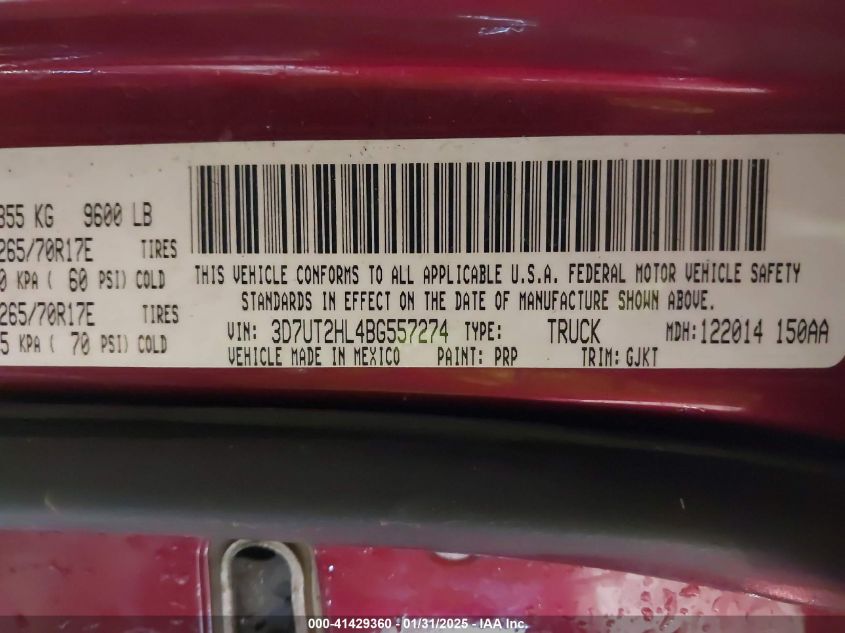 355 KG 9600 LB
265/70R17E TIRES
0 KPA ( 60 PSI) COLD
265/70R17E TIRES
5 KPA ( 70 PSI) COLD
THIS VEHICLE CONFORMS TO ALL APPLICABLE U.S.A. FEDERAL MOTOR VEHICLE SAFETY
STANDARDS IN EFFECT ON THE DATE OF MANUFACTURE SHOWN ABOVE.
VIN: 3D7UT2HL4BG557274 TYPE: TRUCK MDH:122014 150AA
VEHICLE MADE IN MEXICO PAINT: PRP TRIM: GJKT
000-41429360 - 01/31/2025 - © IAA Inc.